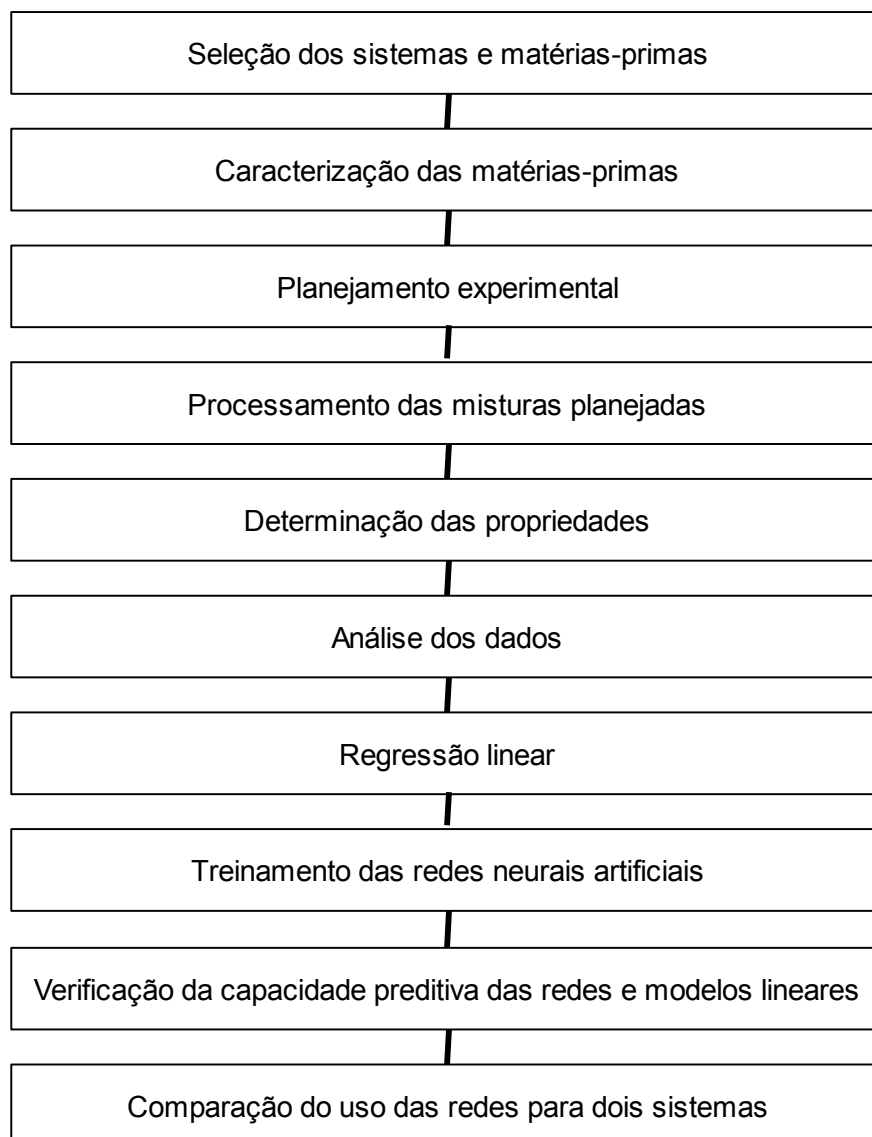 Seleção dos sistemas e matérias-primas
Caracterização das matérias-primas
Planejamento experimental
Processamento das misturas planejadas
Determinação das propriedades
Análise dos dados
Regressão linear
Treinamento das redes neurais artificiais
Verificação da capacidade preditiva das redes e modelos lineares
Comparação do uso das redes para dois sistemas